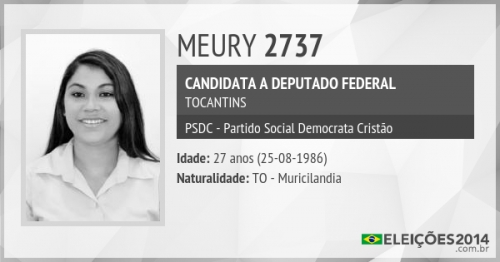 MEURY 2737
CANDIDATA A DEPUTADO FEDERAL
TOCANTINS
PSDC - Partido Social Democrata Cristão
Idade: 27 anos (25-08-1986)
Naturalidade: TO - Muricilandia
ELEIÇÕES2014
.com.br